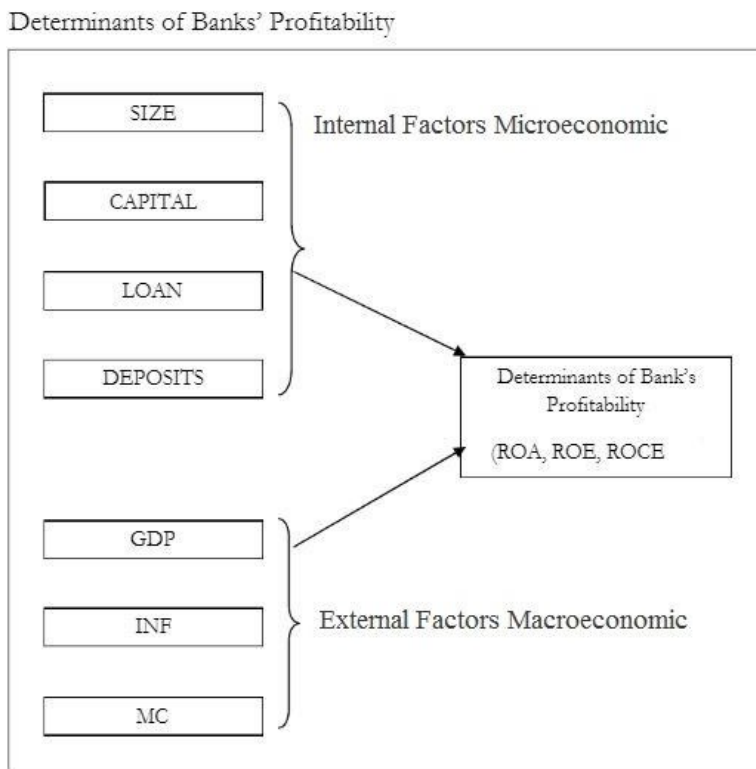 Determinants of Banks' Profitability
SIZE
Internal Factors Microeconomic
CAPITAL
LOAN
DEPOSITS
Determinants of Bank's
Profitability
(ROA, ROE, ROCE
GDP
INF
External Factors Macroeconomic
MC